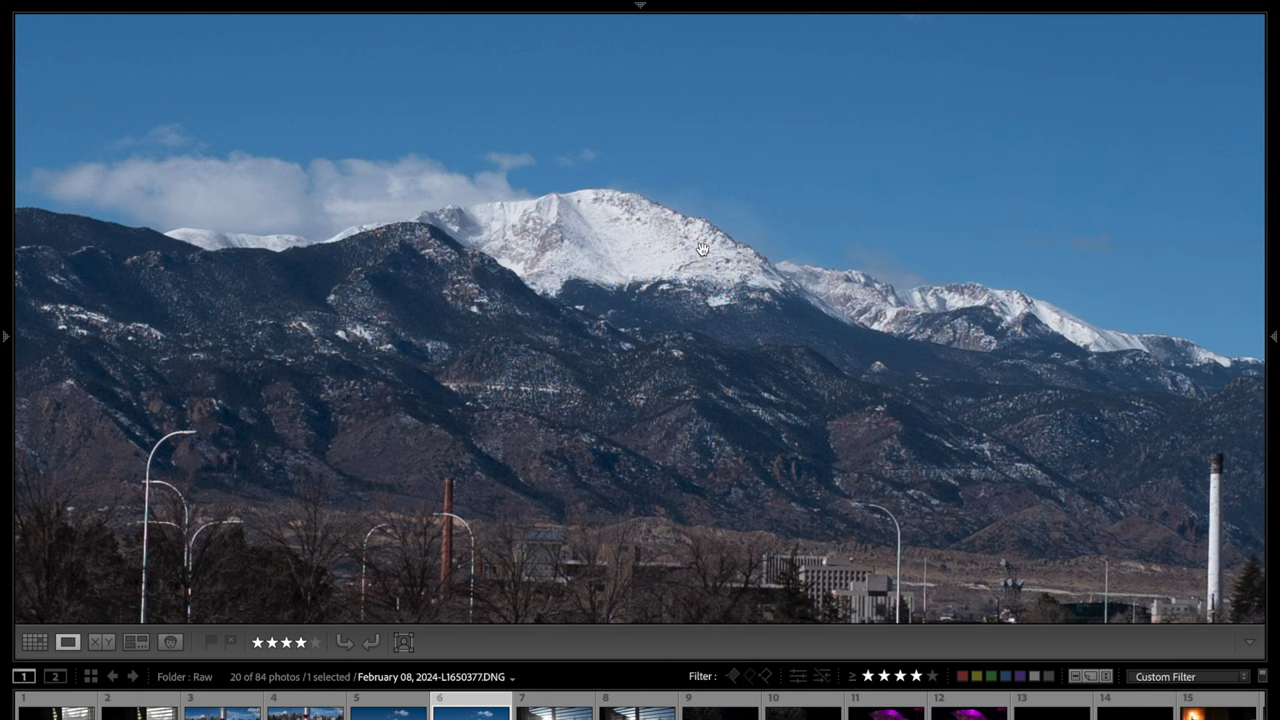 XY
1 2 Folder : Raw 20 of 84 photos /1 selected /February 08, 2024-L1650377.DNG Filter : ≥ Custom Filter
1 2 3 4 5 6 7 8 9 10 11 12 13 14 15